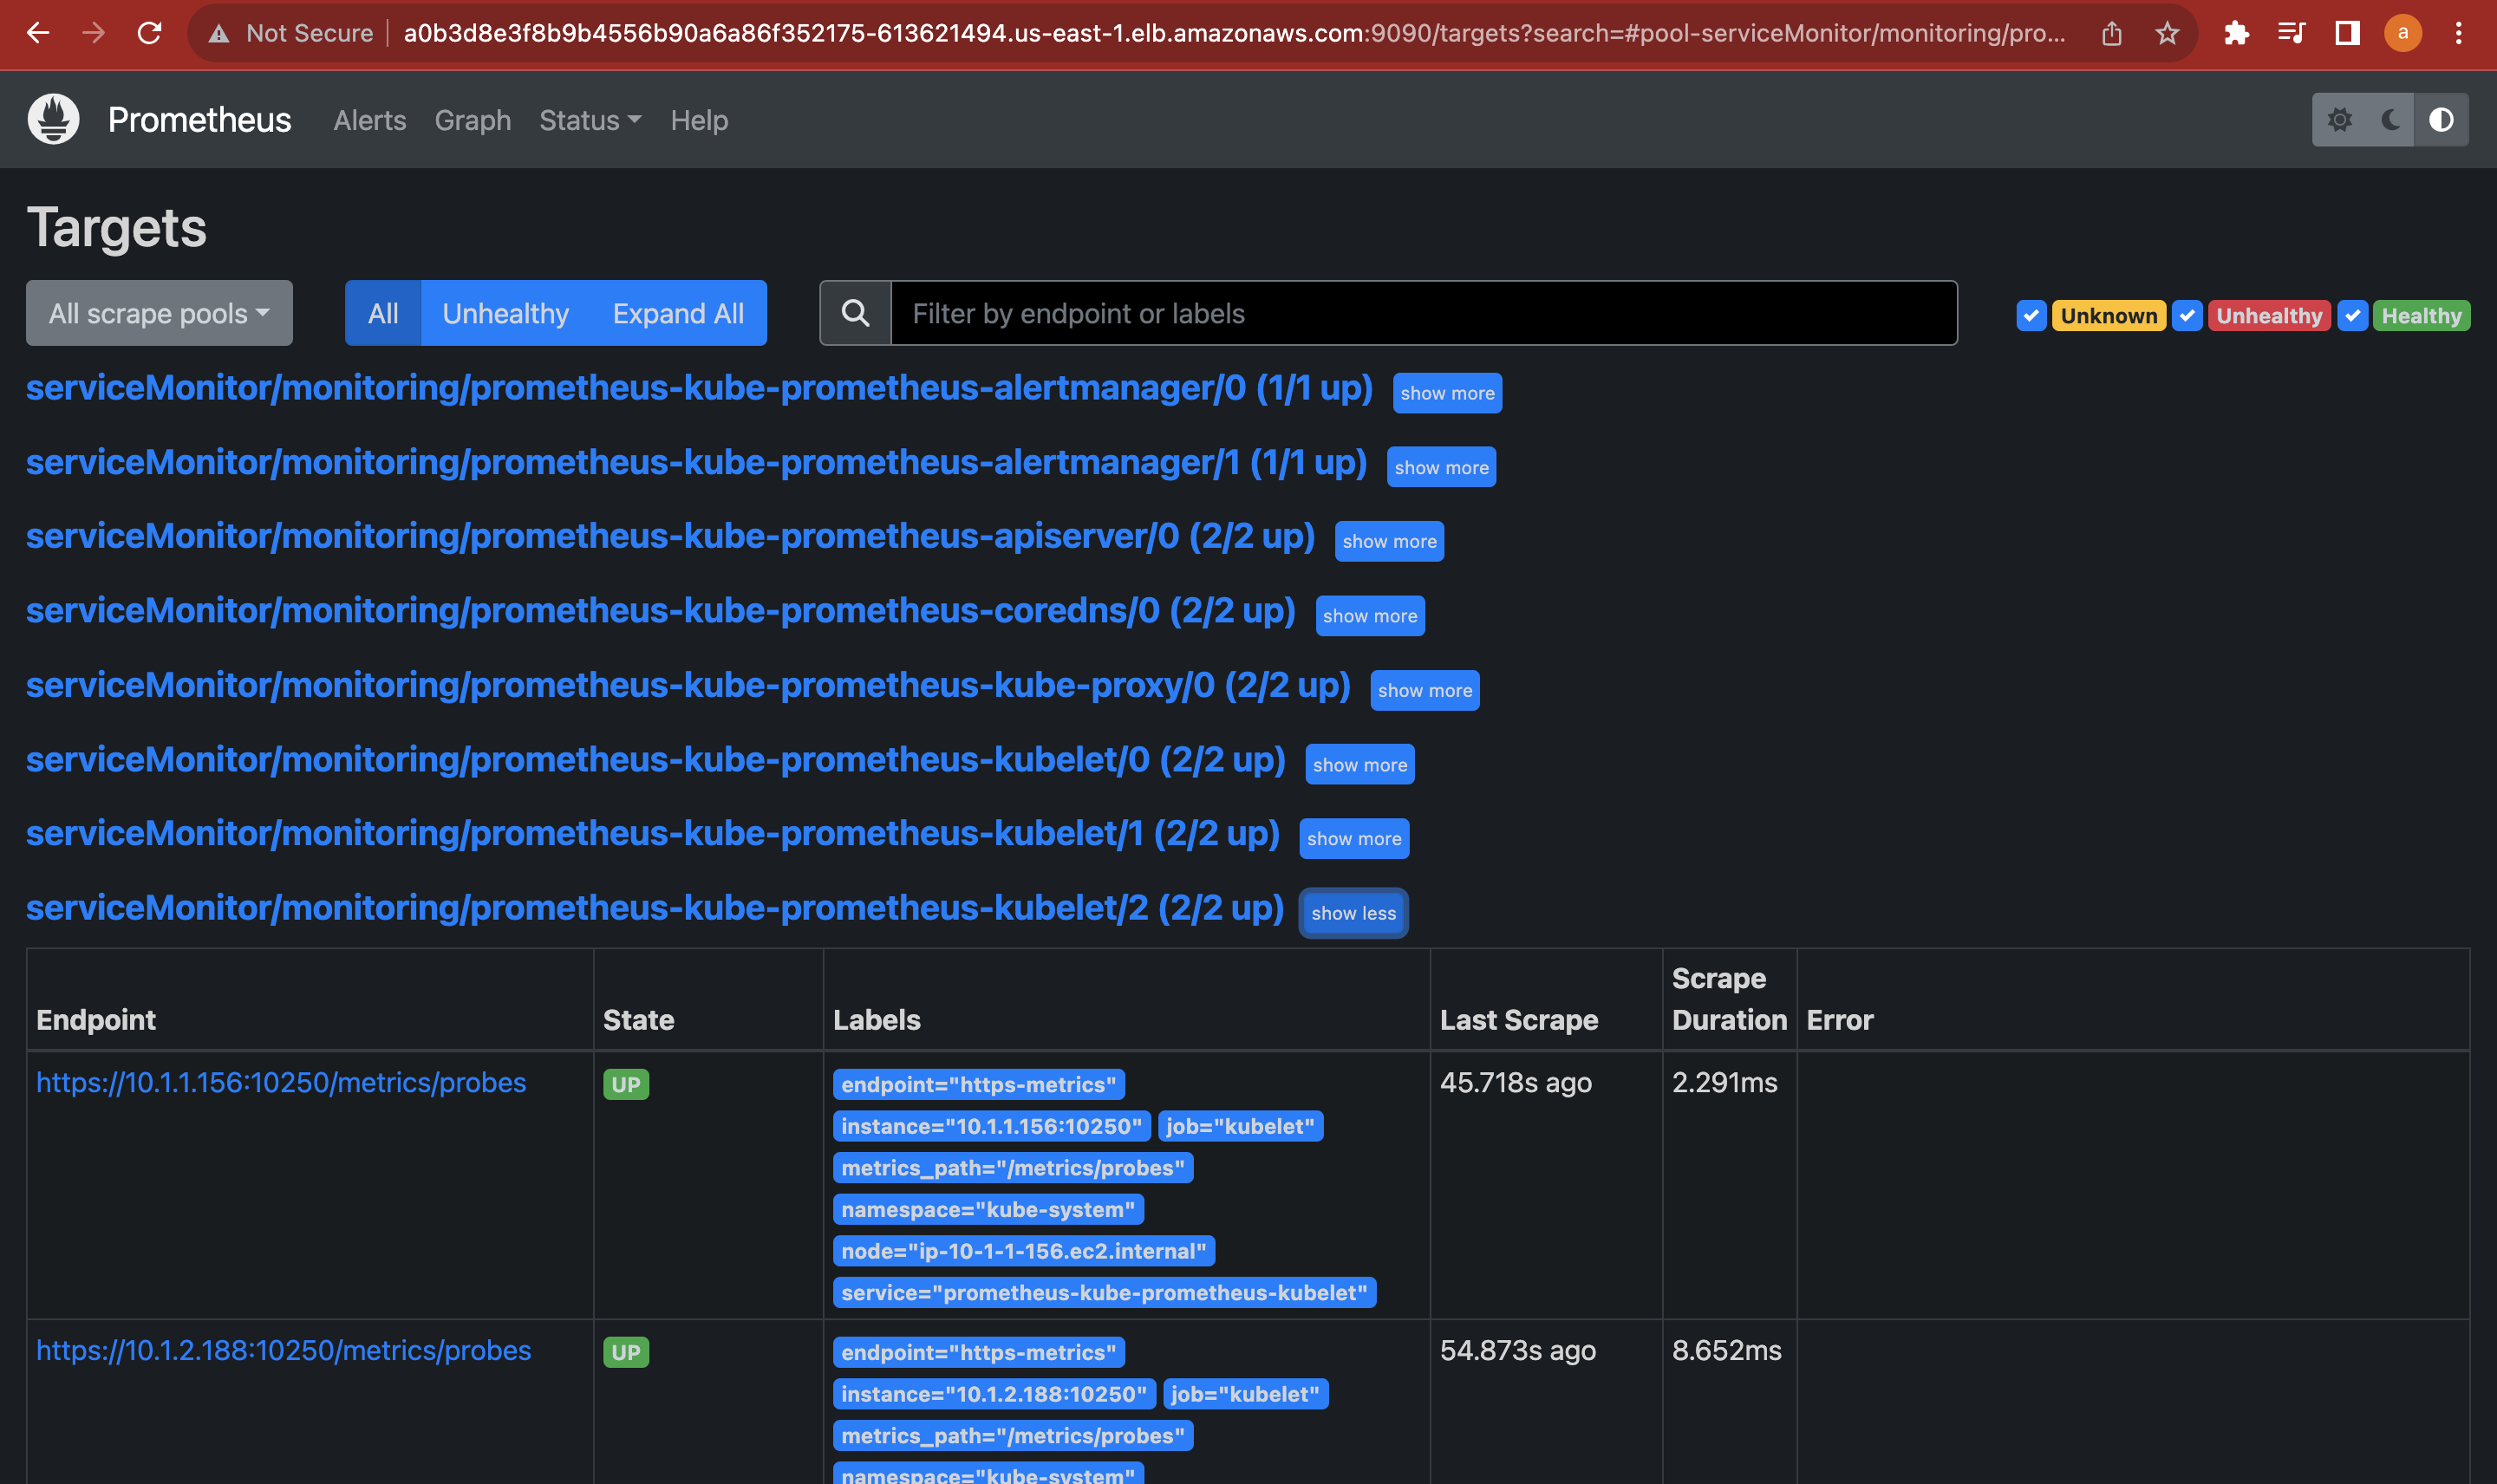 Not Secure a0b3d8e3f8b9b4556b90a6a86f352175-613621494.us-east-1.elb.amazonaws.com:9090/targets?search=#pool-serviceMonitor/monitoring/pro... a
Prometheus Alerts Graph Status Help
Targets
All scrape pools All Unhealthy Expand All Filter by endpoint or labels Unknown Unhealthy Healthy
serviceMonitor/monitoring/prometheus-kube-prometheus-alertmanager/0 (1/1 up) show more
serviceMonitor/monitoring/prometheus-kube-prometheus-alertmanager/1 (1/1 up) show more
serviceMonitor/monitoring/prometheus-kube-prometheus-apiserver/0 (2/2 up) show more
serviceMonitor/monitoring/prometheus-kube-prometheus-coredns/0 (2/2 up) show more
serviceMonitor/monitoring/prometheus-kube-prometheus-kube-proxy/0 (2/2 up) show more
serviceMonitor/monitoring/prometheus-kube-prometheus-kubelet/0 (2/2 up) show more
serviceMonitor/monitoring/prometheus-kube-prometheus-kubelet/1 (2/2 up) show more
serviceMonitor/monitoring/prometheus-kube-prometheus-kubelet/2 (2/2 up) show less
Endpoint State Labels Last Scrape Scrape Duration Error
https://10.1.1.156:10250/metrics/probes UP endpoint="https-metrics" 45.718s ago 2.291ms
instance="10.1.1.156:10250" job="kubelet"
metrics_path="/metrics/probes"
namespace="kube-system"
node="ip-10-1-1-156.ec2.internal"
service="prometheus-kube-prometheus-kubelet"
https://10.1.2.188:10250/metrics/probes UP endpoint="https-metrics" 54.873s ago 8.652ms
instance="10.1.2.188:10250" job="kubelet"
metrics_path="/metrics/probes"
namespace="kube-system"